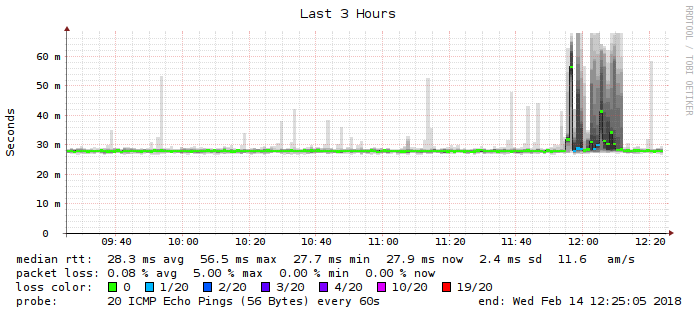 Last 3 Hours
RRDTOOL / TOBI OETIKER
Seconds
60 m
50 m
40 m
30 m
20 m
10 m
0
09:40 10:00 10:20 10:40 11:00 11:20 11:40 12:00 12:20
median rtt: 28.3 ms avg 56.5 ms max 27.7 ms min 27.9 ms now 2.4 ms sd 11.6 am/s
packet loss: 0.08 % avg 5.00 % max 0.00 % min 0.00 % now
loss color: 0 1/20 2/20 3/20 4/20 10/20 19/20
probe: 20 ICMP Echo Pings (56 Bytes) every 60s end: Wed Feb 14 12:25:05 2018